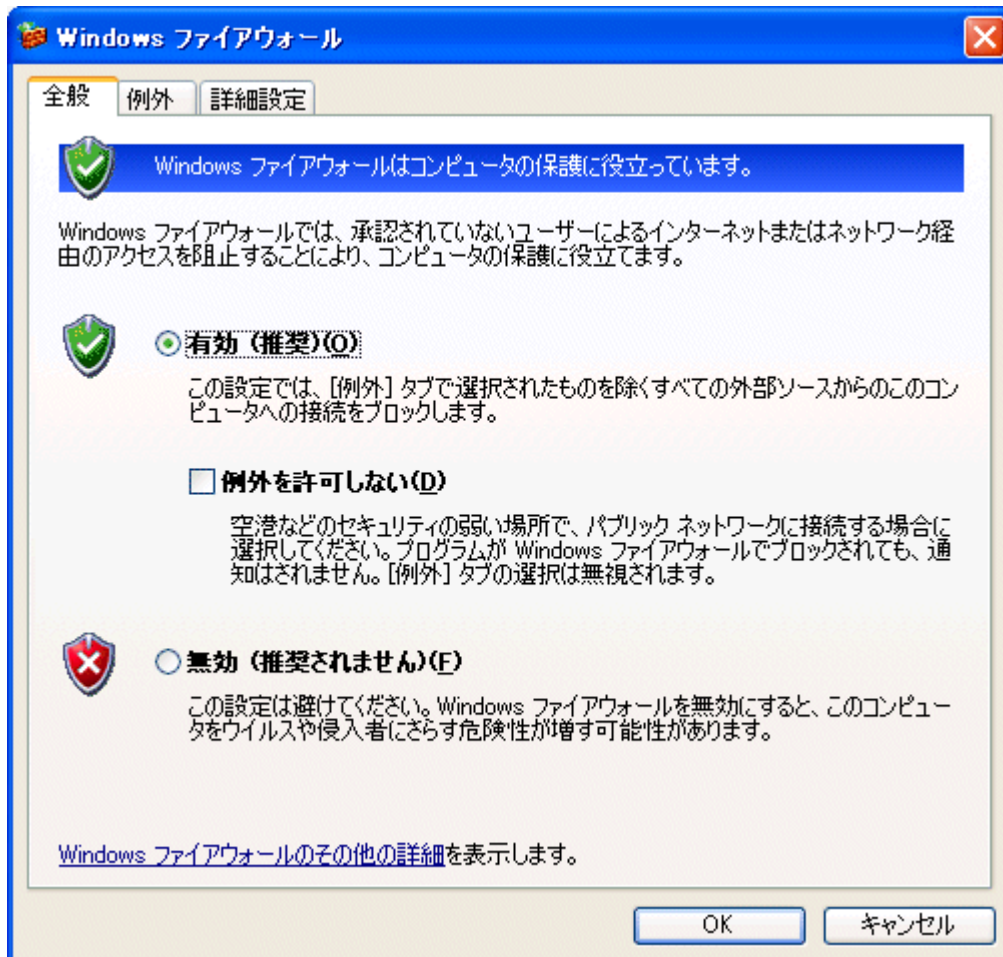 Windows ファイアウォール
全般 例外 詳細設定
Windows ファイアウォールはコンピュータの保護に役立っています。
Windows ファイアウォールでは、承認されていないユーザーによるインターネットまたはネットワーク経
由のアクセスを阻止することにより、コンピュータの保護に役立てます。
有効 (推奨)(O)
この設定では、[例外] タブで選択されたものを除くすべての外部ソースからのこのコン
ピュータへの接続をブロックします。
例外を許可しない(D)
空港などのセキュリティの弱い場所で、パブリック ネットワークに接続する場合に
選択してください。プログラムが Windows ファイアウォールでブロックされても、通
知はされません。[例外] タブの選択は無視されます。
無効 (推奨されません)(F)
この設定は避けてください。Windows ファイアウォールを無効にすると、このコンピュー
タをウイルスや侵入者にさらす危険性が増す可能性があります。
Windows ファイアウォールのその他の詳細を表示します。
OK キャンセル